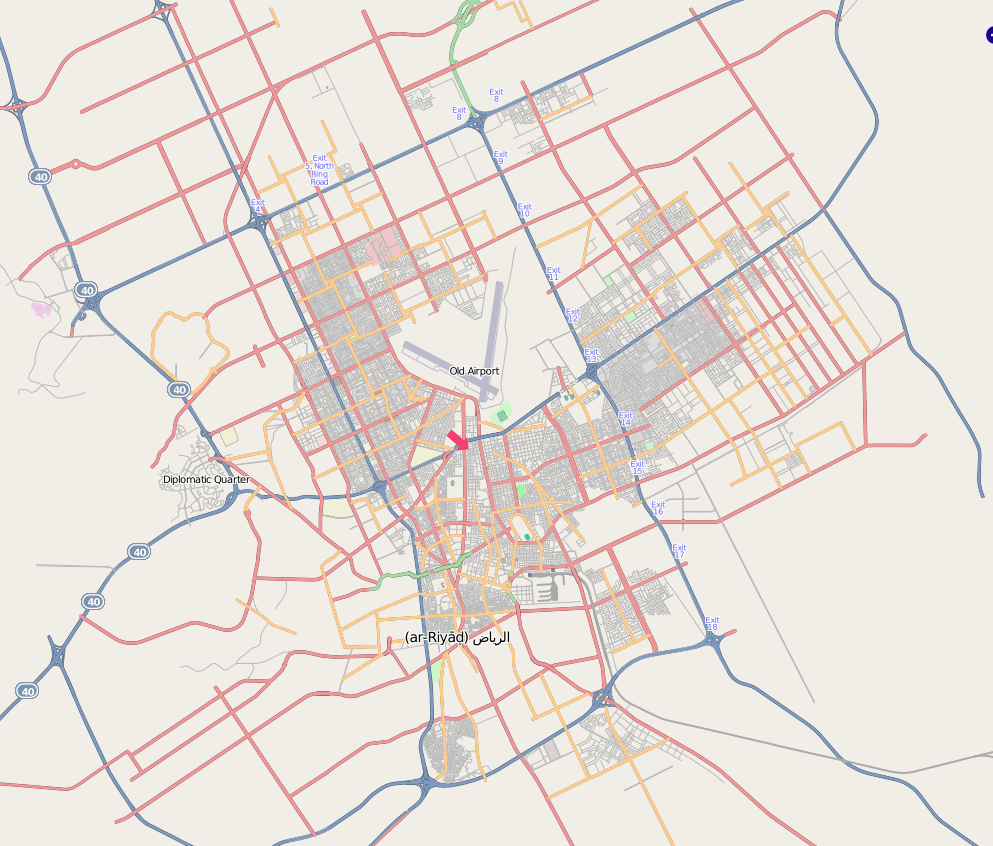 Exit
8
Exit
8
Exit
5, North
Ring
Road
Exit
9
40
Exit
4
Exit
10
Exit
11
40
Exit
12
Exit
13
Old Airport
40
Exit
14
Exit
15
Diplomatic Quarter
Exit
16
40
Exit
17
40
Exit
18
الرياض (ar-Riyāḍ)
40